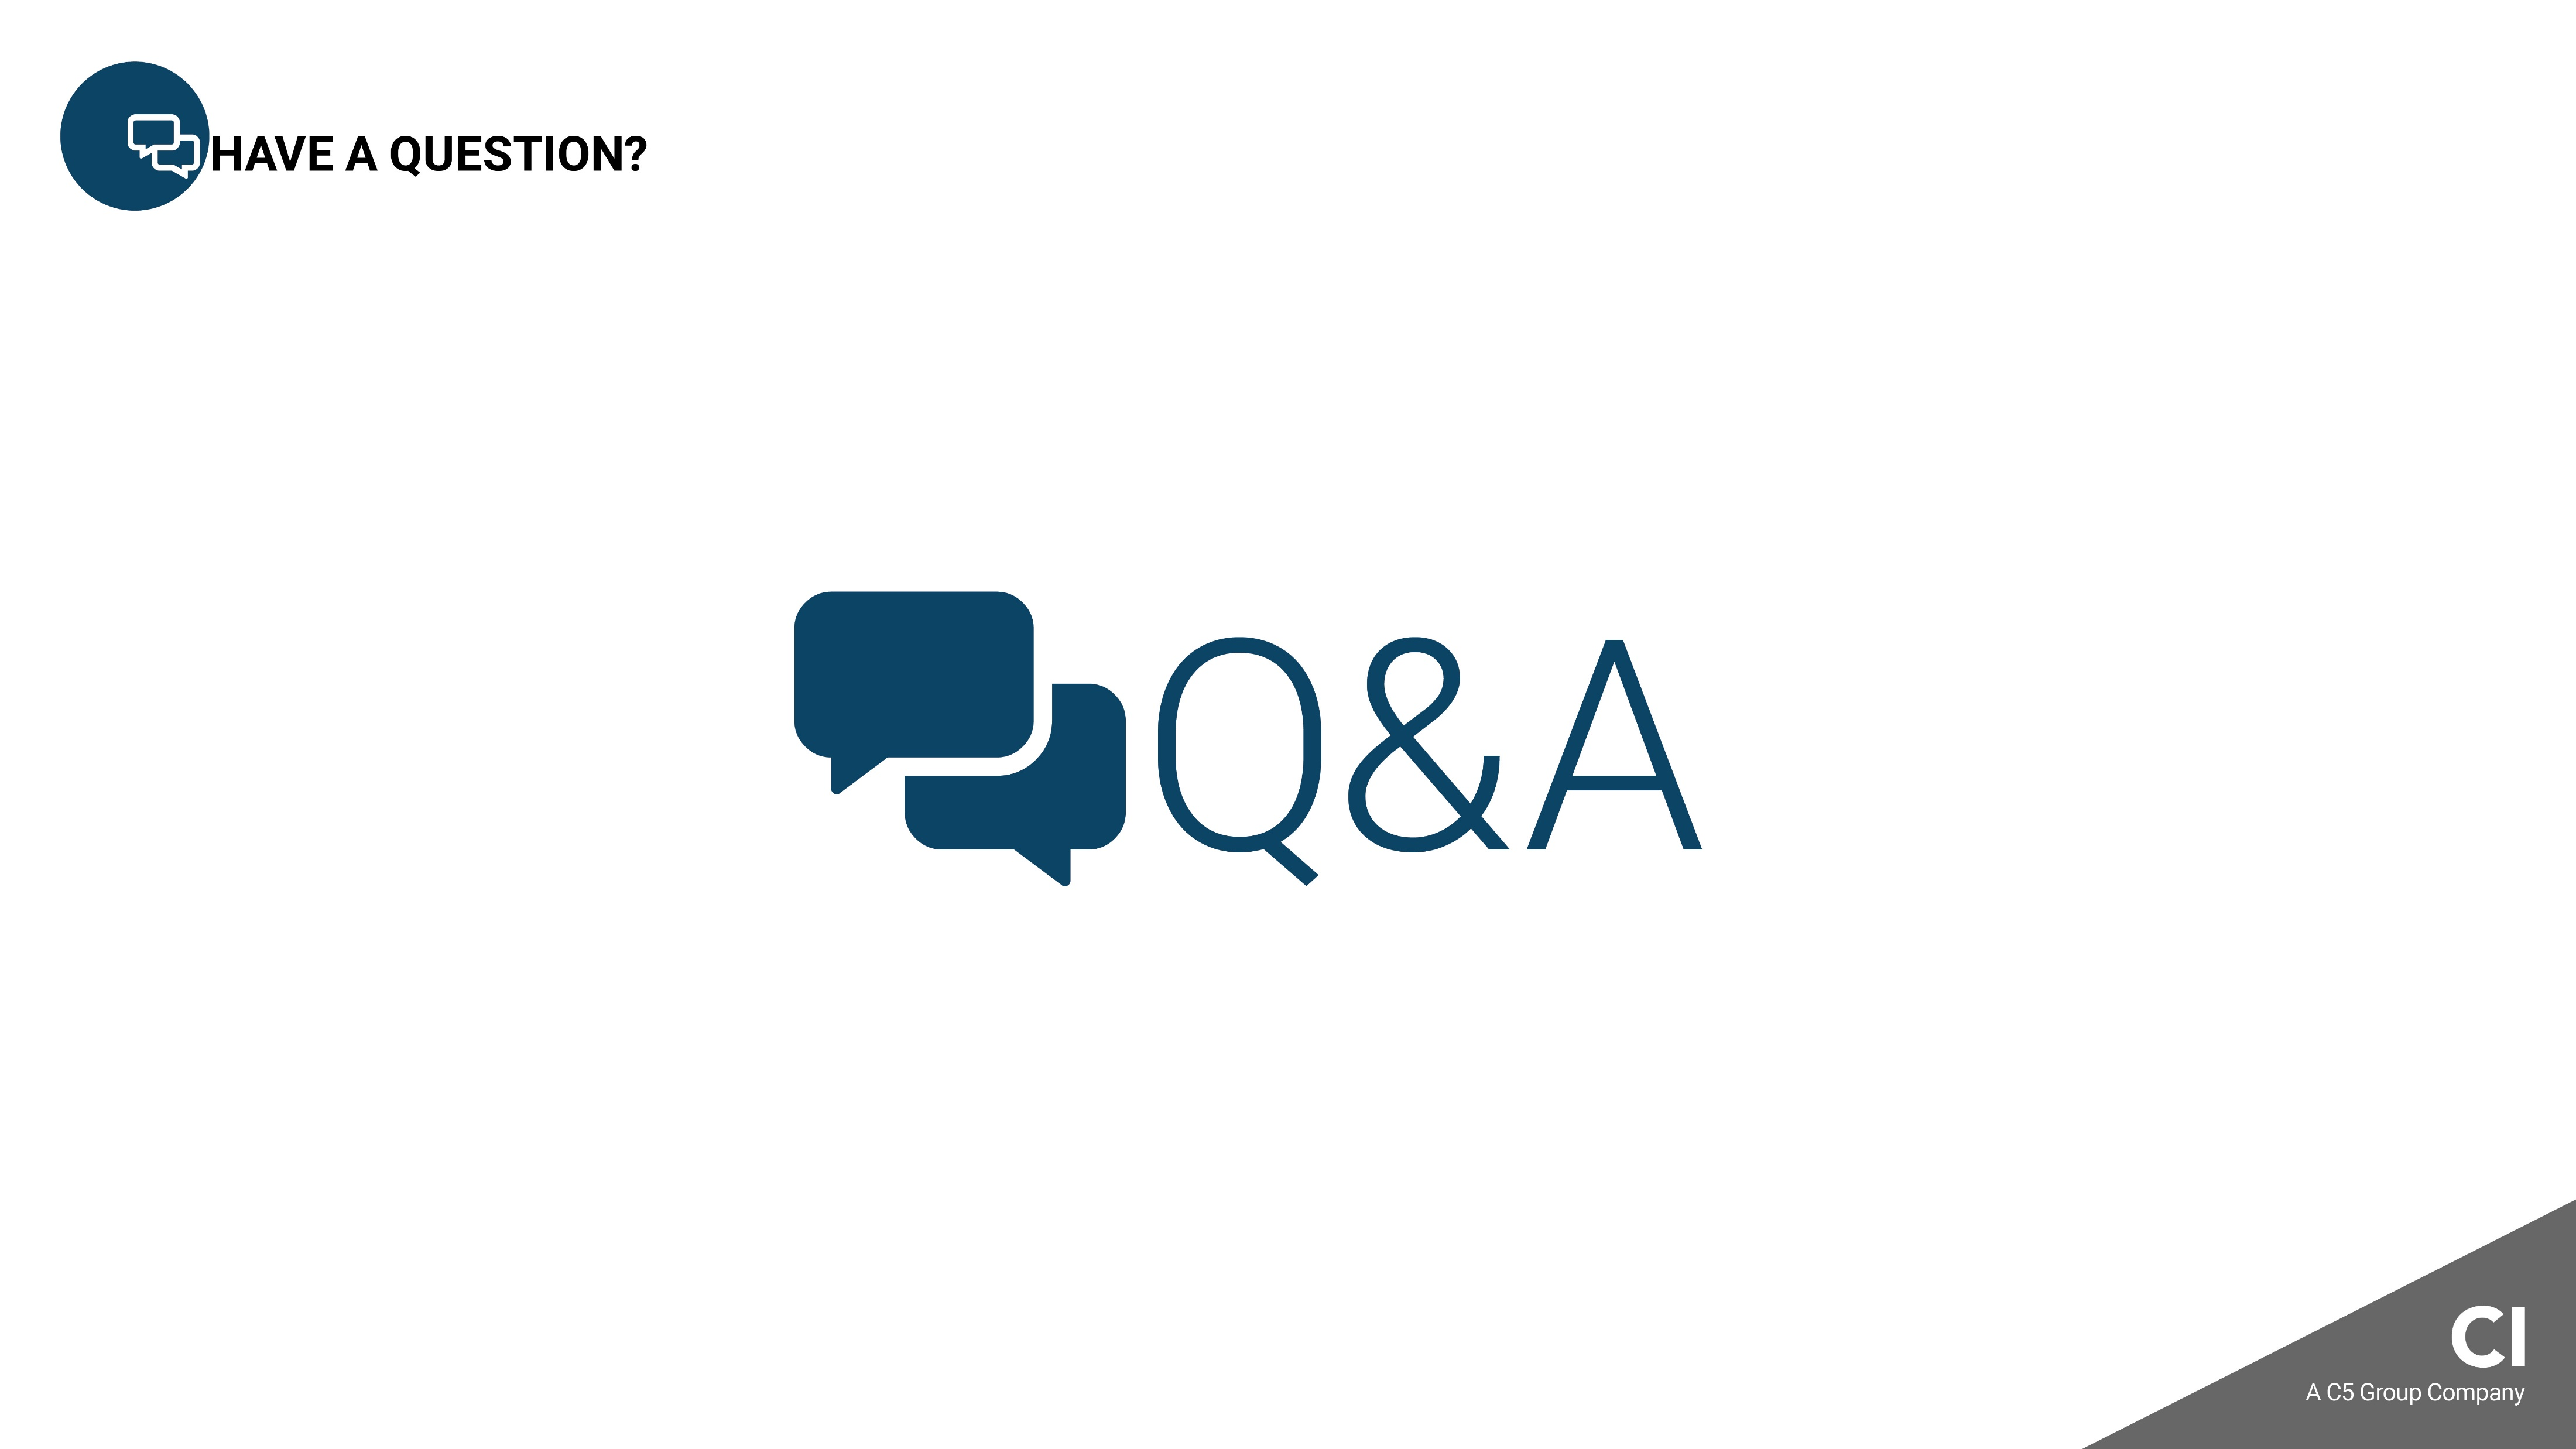 HAVE A QUESTION?
Q&A
CI
A C5 Group Company